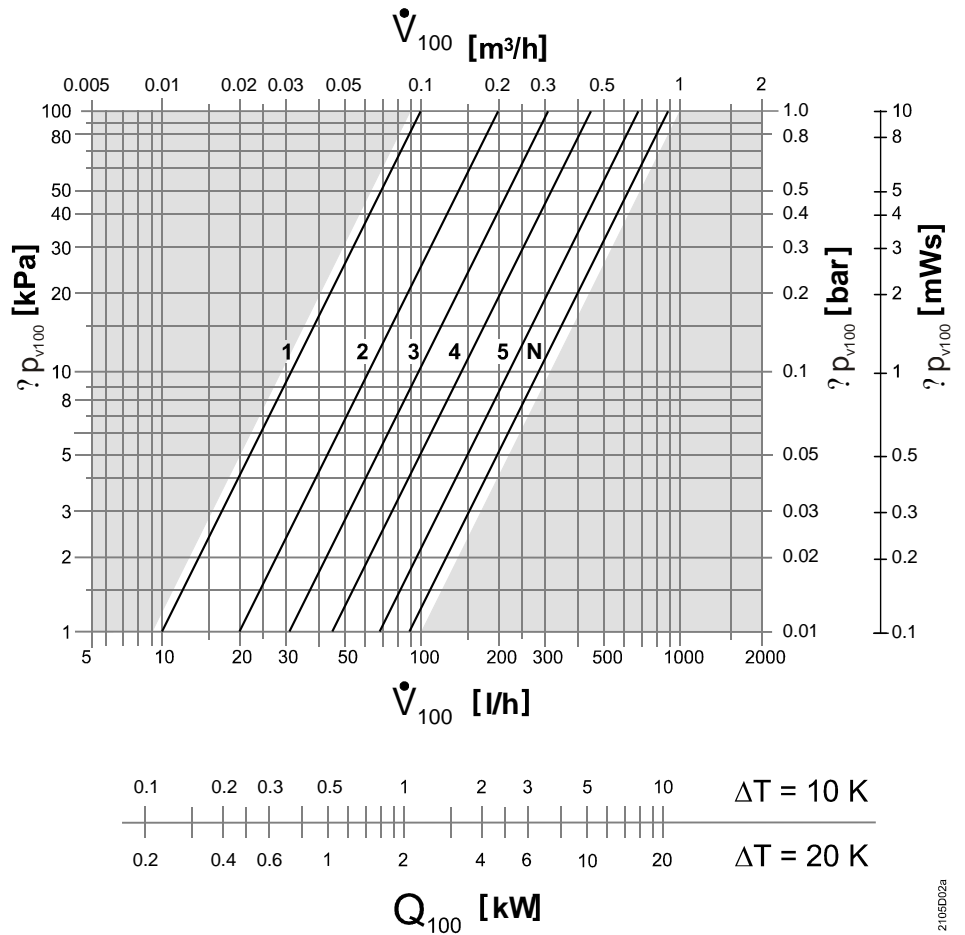 V̇100 [m³/h]
0.005 0.01 0.02 0.03 0.05 0.1 0.2 0.3 0.5 1 2
100 1.0 10
80 0.8 8
50 0.5 5
40 0.4 4
30 0.3 3
20 0.2 2
? pv100 [kPa]
? pv100 [bar]
? pv100 [mWs]
1 2 3 4 5 N
10 0.1 1
8
5 0.05 0.5
3 0.03 0.3
2 0.02 0.2
1 0.01 0.1
5 10 20 30 50 100 200 300 500 1000 2000
V̇100 [l/h]
0.1 0.2 0.3 0.5 1 2 3 5 10 ΔT = 10 K
0.2 0.4 0.6 1 2 4 6 10 20 ΔT = 20 K
Q100 [kW]
2105D02a